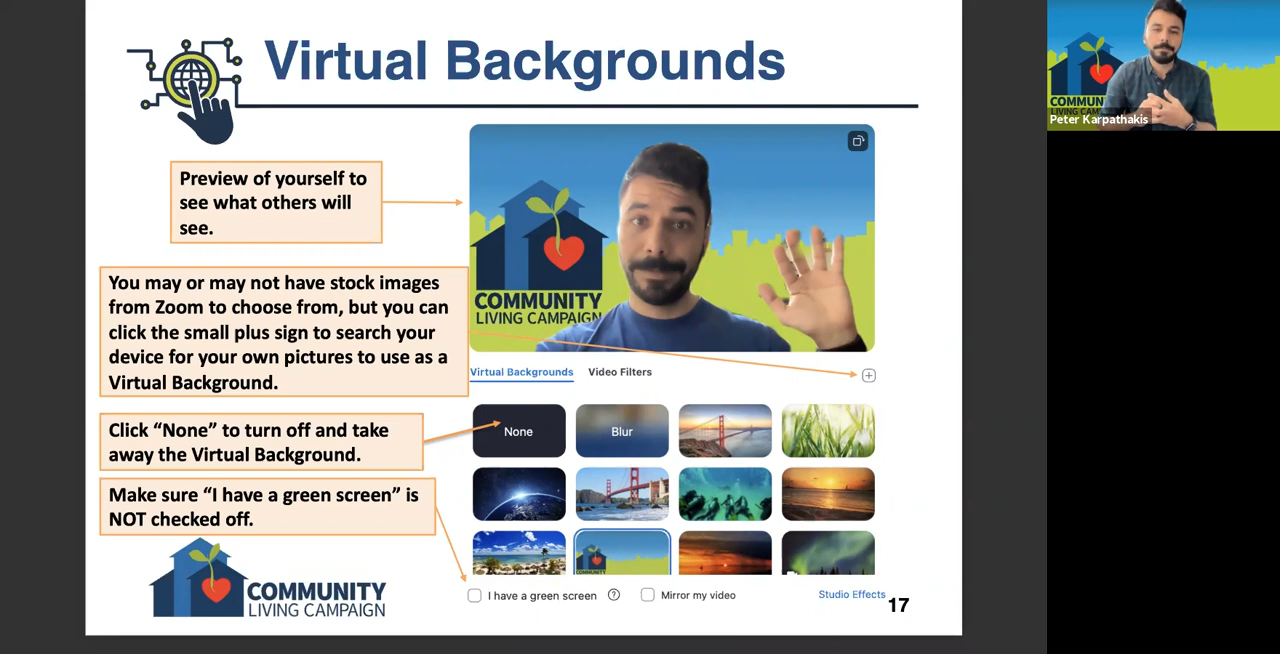 Virtual Backgrounds
Peter Karpathakis
COMMUN
Preview of yourself to
see what others will
see.
COMMUNITY
LIVING CAMPAIGN
You may or may not have stock images
from Zoom to choose from, but you can
click the small plus sign to search your
device for your own pictures to use as a
Virtual Background.
Virtual Backgrounds Video Filters
Click “None” to turn off and take
away the Virtual Background.
None
Blur
Make sure “I have a green screen” is
NOT checked off.
COMMUNITY
LIVING CAMPAIGN
I have a green screen
Mirror my video
Studio Effects
17